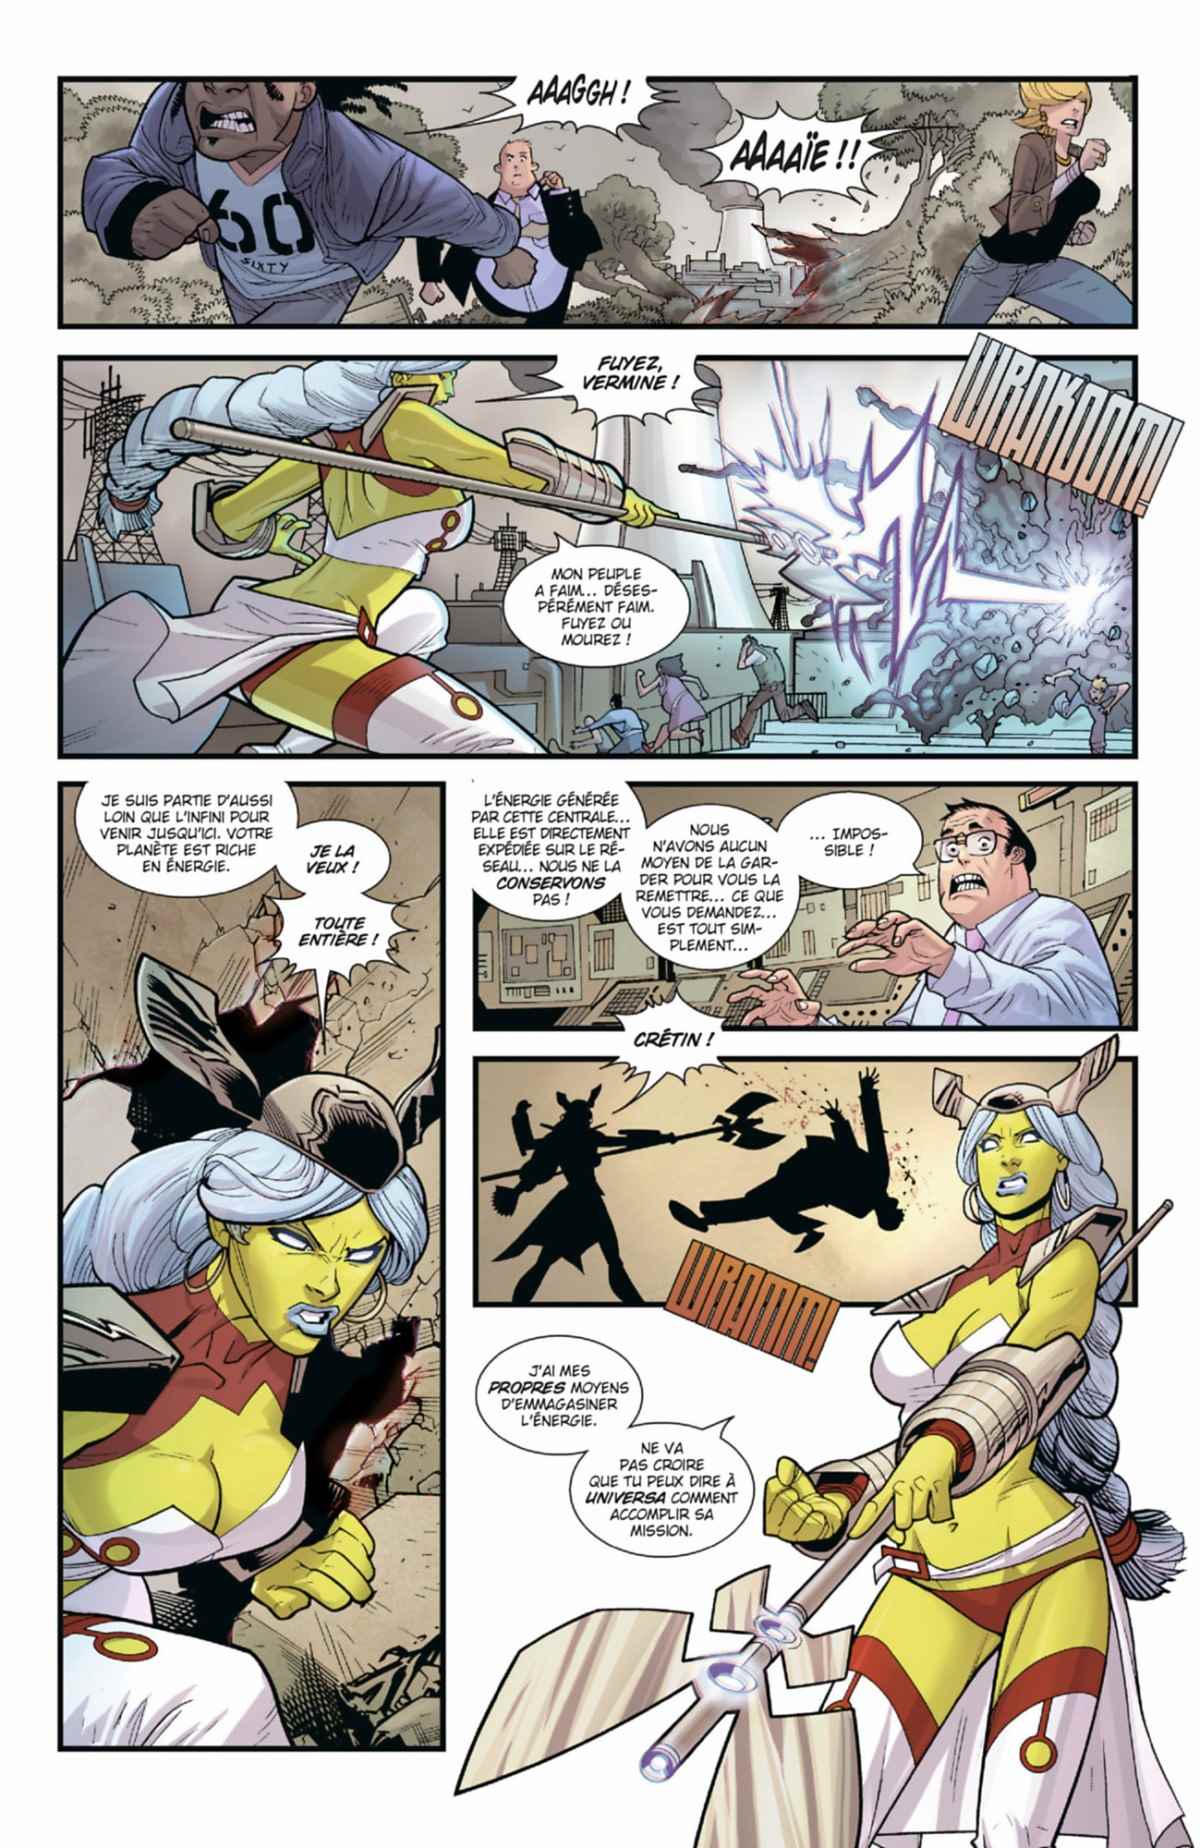 AAAGGH !
AAAAÏE !!
60
SIXTY
FUYEZ,
VERMINE !
WRAKOOM!
MON PEUPLE
A FAIM... DÉSES-
PÉRÉMENT FAIM.
FUYEZ OU
MOUREZ !
JE SUIS PARTIE D'AUSSI
LOIN QUE L'INFINI POUR
VENIR JUSQU'ICI. VOTRE
PLANÈTE EST RICHE
EN ÉNERGIE.
JE LA
VEUX !
TOUTE
ENTIÈRE !
L'ÉNERGIE GÉNÉRÉE
PAR CETTE CENTRALE...
ELLE EST DIRECTEMENT
EXPÉDIÉE SUR LE RÉ-
SEAU... NOUS NE LA
CONSERVONS
PAS !
NOUS
N'AVONS AUCUN
MOYEN DE LA GAR-
DER POUR VOUS LA
REMETTRE... CE QUE
VOUS DEMANDEZ...
EST TOUT SIM-
PLEMENT...
... IMPOS-
SIBLE !
CRÉTIN !
WRAMM!
J'AI MES
PROPRES MOYENS
D'EMMAGASINER
L'ÉNERGIE.
NE VA
PAS CROIRE
QUE TU PEUX DIRE À
UNIVERSA COMMENT
ACCOMPLIR SA
MISSION.